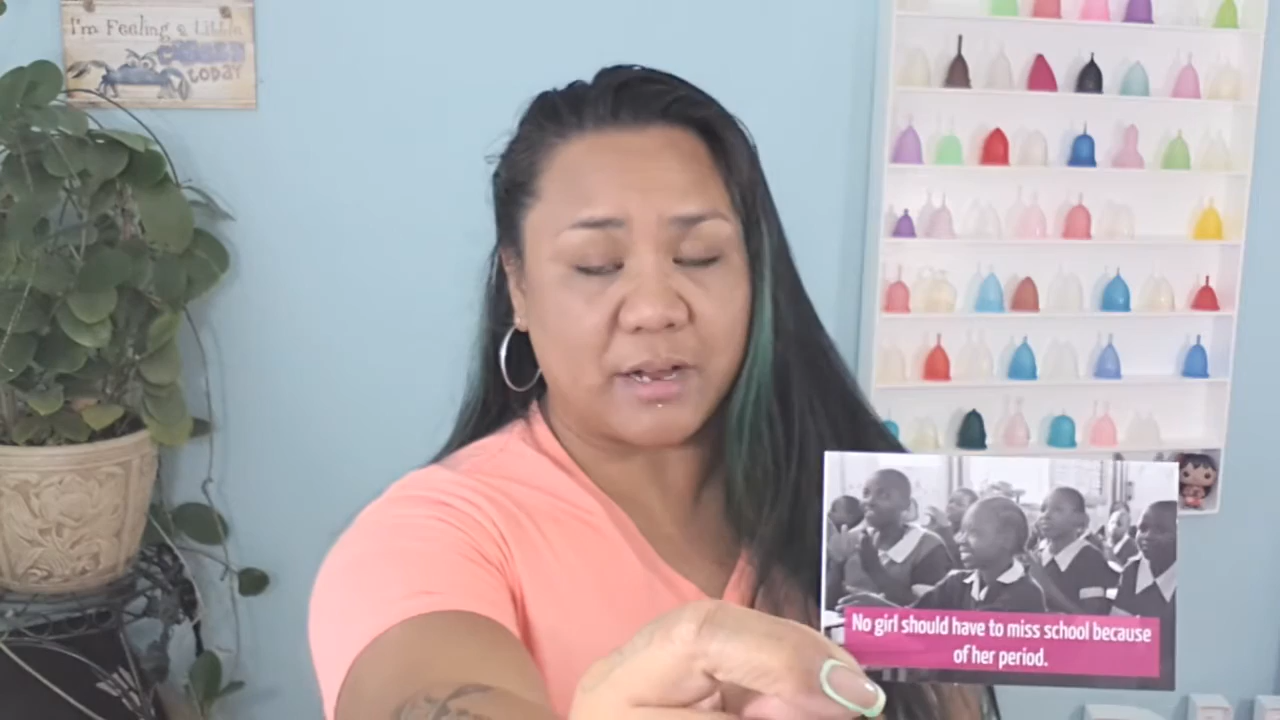 I'm Feeling a Little
TODAY
No girl should have to miss school because
of her period.